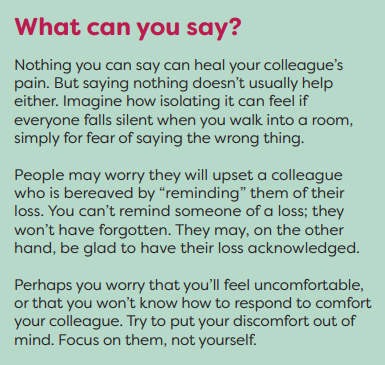 What can you say?
Nothing you can say can heal your colleague’s
pain. But saying nothing doesn’t usually help
either. Imagine how isolating it can feel if
everyone falls silent when you walk into a room,
simply for fear of saying the wrong thing.
People may worry they will upset a colleague
who is bereaved by “reminding” them of their
loss. You can’t remind someone of a loss; they
won’t have forgotten. They may, on the other
hand, be glad to have their loss acknowledged.
Perhaps you worry that you’ll feel uncomfortable,
or that you won’t know how to respond to comfort
your colleague. Try to put your discomfort out of
mind. Focus on them, not yourself.